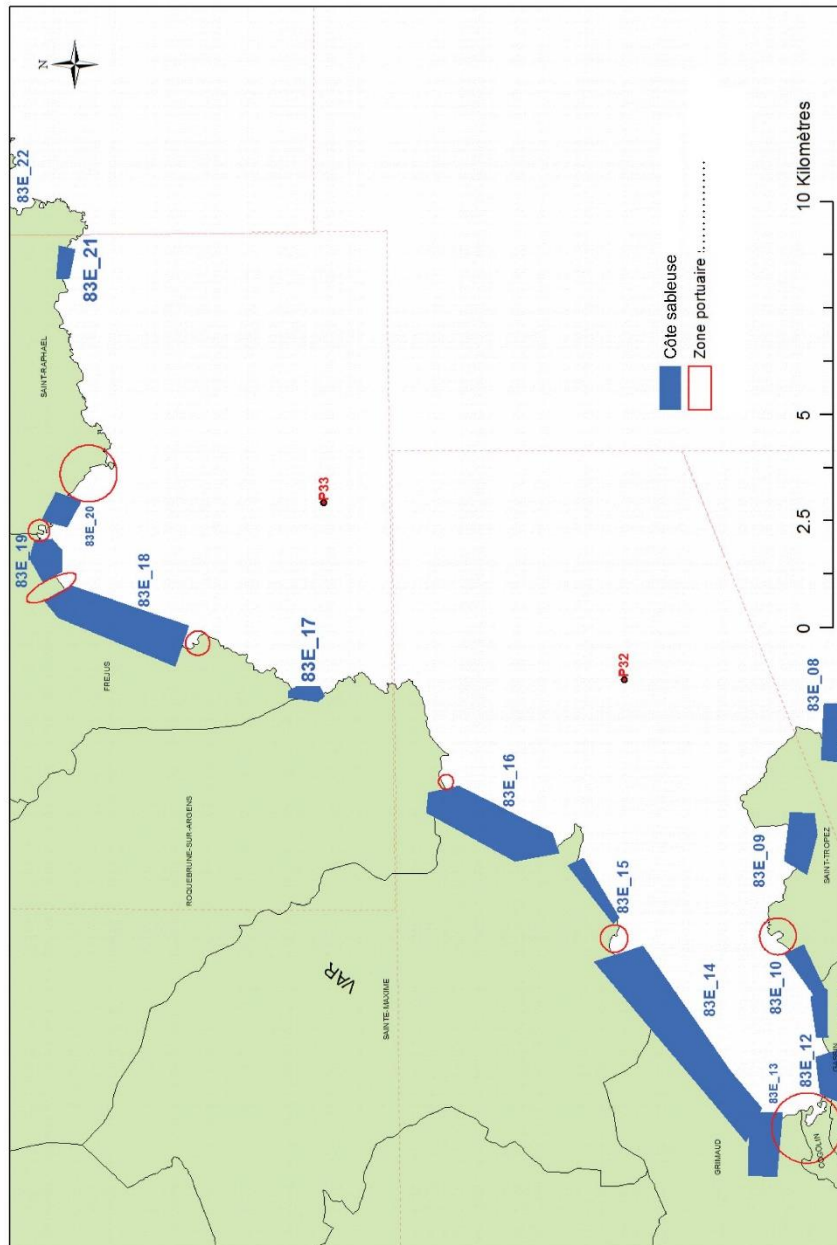 N
83E_22
83E_21
SAINT-RAPHAEL
83E_20
83E_19
83E_18
FREJUS
83E_17
P33
ROQUEBRUNE-SUR-ARGENS
83E_16
VAR
SAINTE-MAXIME
83E_15
P32
83E_14
83E_13
GRIMAUD
COGOLIN
83E_12
83E_10
83E_09
SAINT-TROPEZ
83E_08
Côte sableuse
Zone portuaire
0 2.5 5 10 Kilomètres